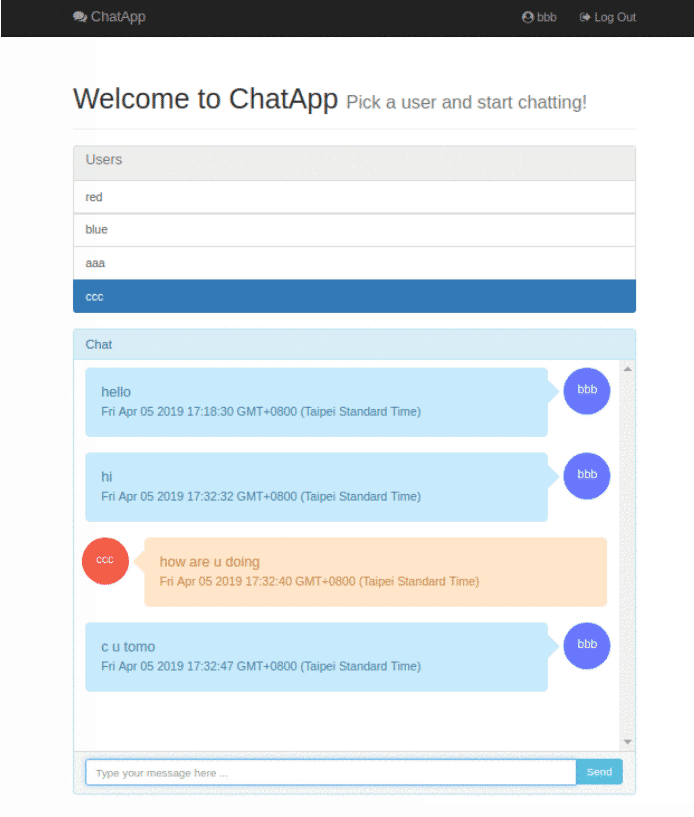 ChatApp bbb Log Out
Welcome to ChatApp Pick a user and start chatting!
Users
red
blue
aaa
ccc
Chat
hello
Fri Apr 05 2019 17:18:30 GMT+0800 (Taipei Standard Time)
bbb
hi
Fri Apr 05 2019 17:32:32 GMT+0800 (Taipei Standard Time)
bbb
ccc
how are u doing
Fri Apr 05 2019 17:32:40 GMT+0800 (Taipei Standard Time)
c u tomo
Fri Apr 05 2019 17:32:47 GMT+0800 (Taipei Standard Time)
bbb
Type your message here ...
Send